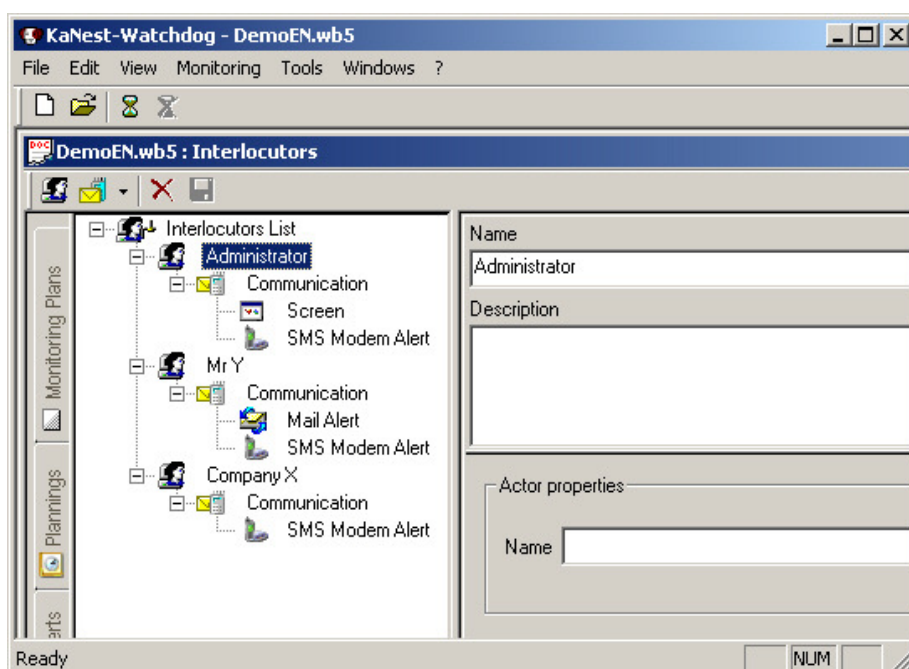 KaNest-Watchdog - DemoEN.wb5
File Edit View Monitoring Tools Windows ?
DOC
DemoEN.wb5 : Interlocutors
Monitoring Plans
Plannings
erts
Interlocutors List
Administrator
Communication
Screen
SMS Modem Alert
Mr Y
Communication
Mail Alert
SMS Modem Alert
Company X
Communication
SMS Modem Alert
Name
Administrator
Description
Actor properties
Name
Ready NUM